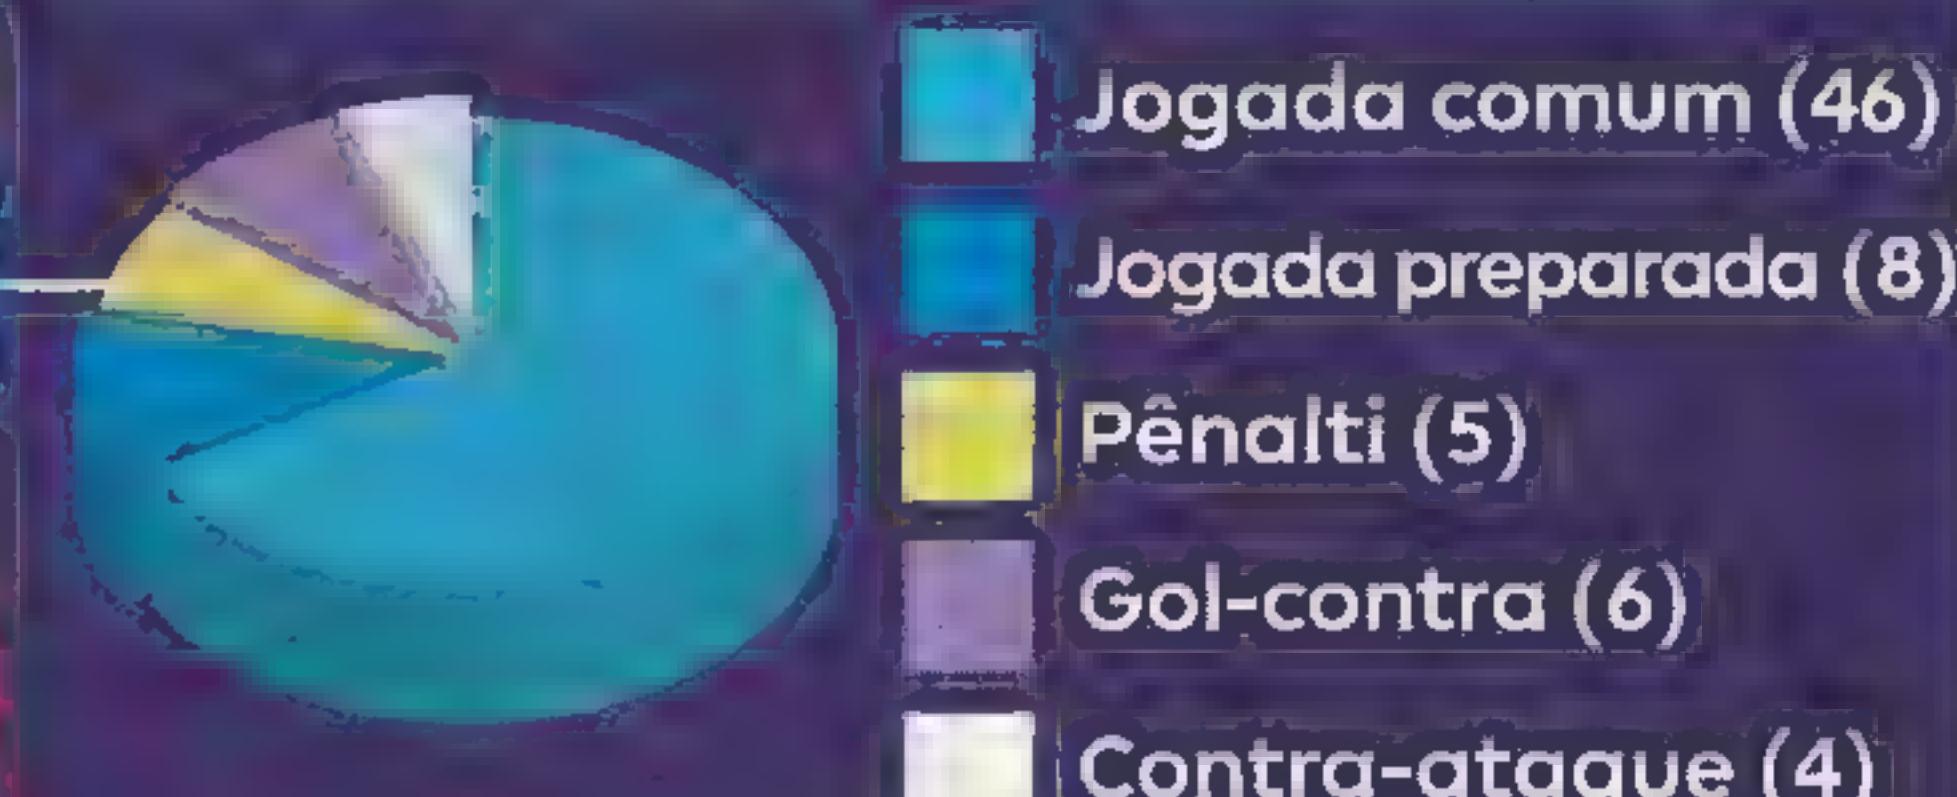 Jogada comum (46)
Jogada preparada (8)
Pênalti (5)
Gol-contra (6)
Contra-ataque (4)